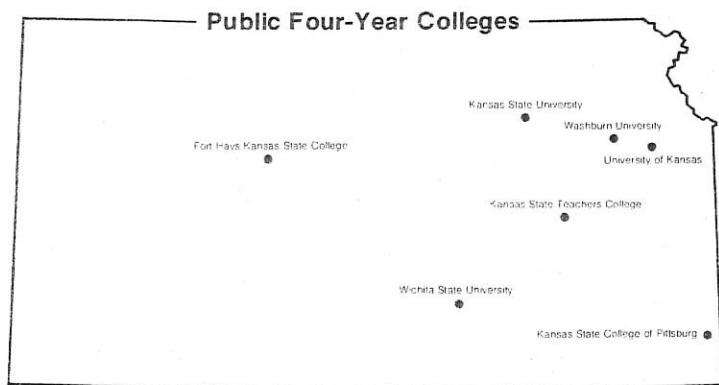 Public Four-Year Colleges
Kansas State University
Washburn University
Fort Hays Kansas State College
University of Kansas
Kansas State Teachers College
Wichita State University
Kansas State College of Pittsburg